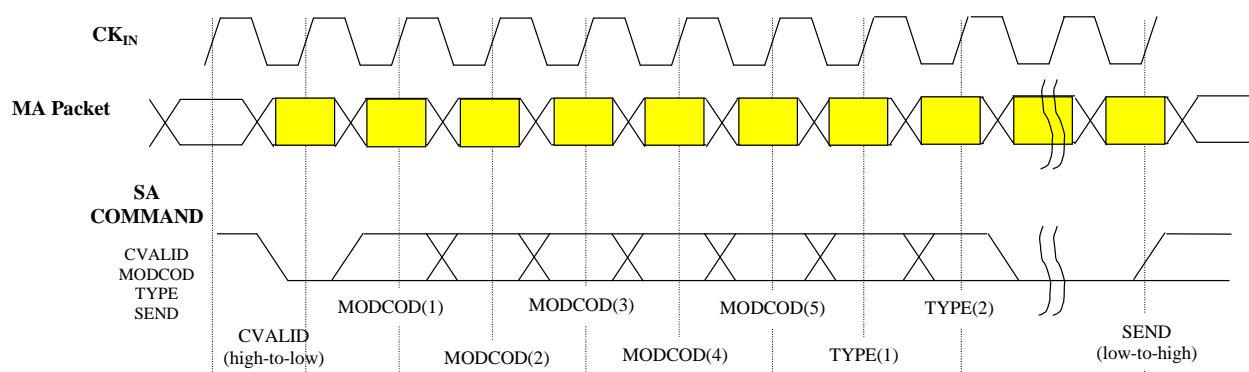 CKIN
MA Packet
SA
COMMAND
CVALID
MODCOD
TYPE
SEND
MODCOD(1)
MODCOD(3)
MODCOD(5)
TYPE(2)
CVALID
(high-to-low)
MODCOD(2)
MODCOD(4)
TYPE(1)
SEND
(low-to-high)